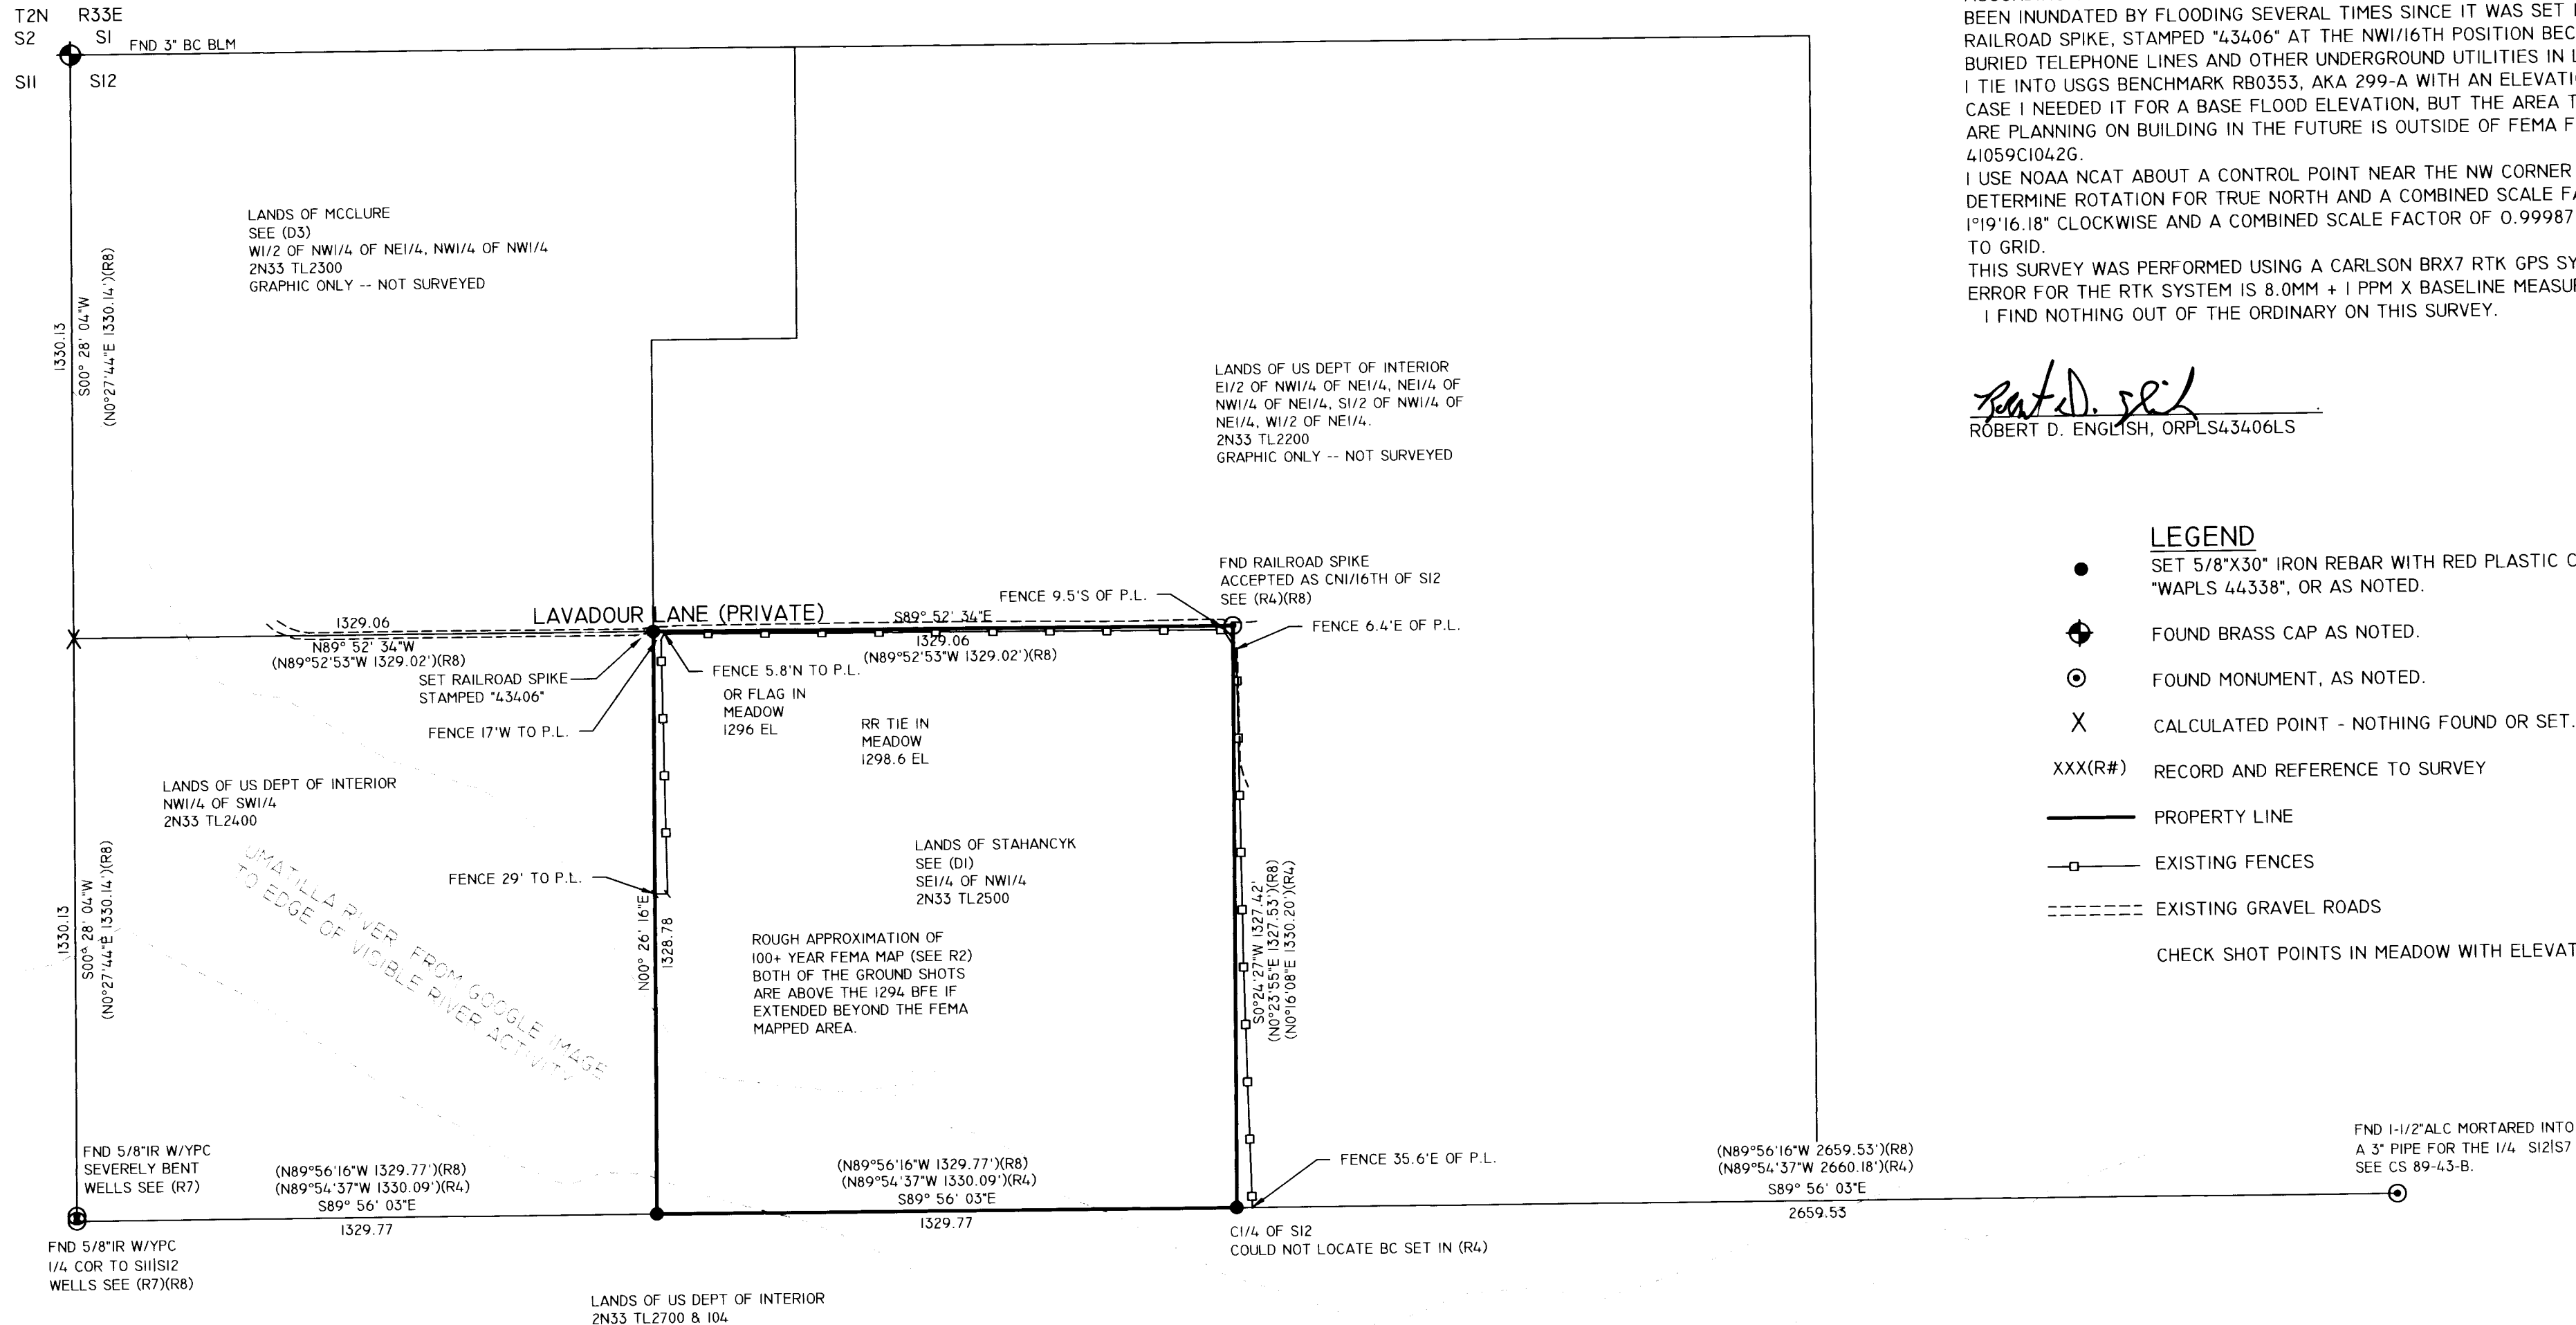 T2N R33E
S2 S1
FND 3" BC BLM
S11 S12
LANDS OF MCCLURE
SEE (D3)
W1/2 OF NW1/4 OF NE1/4, NW1/4 OF NW1/4
2N33 TL2300
GRAPHIC ONLY -- NOT SURVEYED
1330.13
S00° 28' 04"W
(N0°27'44"E 1330.14')(R8)
LANDS OF US DEPT OF INTERIOR
E1/2 OF NW1/4 OF NE1/4, NE1/4 OF
NW1/4 OF NE1/4, S1/2 OF NW1/4 OF
NE1/4, W1/2 OF NE1/4.
2N33 TL2200
GRAPHIC ONLY -- NOT SURVEYED
FND RAILROAD SPIKE
ACCEPTED AS CN1/16TH OF S12
SEE (R4)(R8)
FENCE 9.5'S OF P.L.
FENCE 6.4'E OF P.L.
LAVADOUR LANE (PRIVATE)
1329.06
N89° 52' 34"W
(N89°52'53"W 1329.02')(R8)
S89° 52' 34"E
1329.06
(N89°52'53"W 1329.02')(R8)
SET RAILROAD SPIKE
STAMPED "43406"
FENCE 17'W TO P.L.
FENCE 5.8'N TO P.L.
OR FLAG IN
MEADOW
1296 EL
RR TIE IN
MEADOW
1298.6 EL
LANDS OF US DEPT OF INTERIOR
NW1/4 OF SW1/4
2N33 TL2400
UMATILLA RIVER FROM GOOGLE IMAGE
TO EDGE OF VISIBLE RIVER ACTIVITY
FENCE 29' TO P.L.
LANDS OF STAHANCYK
SEE (D1)
SE1/4 OF NW1/4
2N33 TL2500
ROUGH APPROXIMATION OF
100+ YEAR FEMA MAP (SEE R2)
BOTH OF THE GROUND SHOTS
ARE ABOVE THE 1294 BFE IF
EXTENDED BEYOND THE FEMA
MAPPED AREA.
1330.13
S00° 28' 04"W
(N0°27'44"E 1330.14')(R8)
N00° 26' 16"E
1328.78
S0°24'27"W 1327.42'
(N0°23'55"E 1327.53')(R8)
(N0°16'08"E 1330.20')(R4)
FND 5/8"IR W/YPC
SEVERELY BENT
WELLS SEE (R7)
(N89°56'16"W 1329.77')(R8)
(N89°54'37"W 1330.09')(R4)
S89° 56' 03"E
1329.77
(N89°56'16"W 1329.77')(R8)
(N89°54'37"W 1330.09')(R4)
S89° 56' 03"E
1329.77
FENCE 35.6'E OF P.L.
(N89°56'16"W 2659.53')(R8)
(N89°54'37"W 2660.18')(R4)
S89° 56' 03"E
2659.53
FND 1-1/2"ALC MORTARED INTO
A 3" PIPE FOR THE 1/4 S12|S7
SEE CS 89-43-B.
FND 5/8"IR W/YPC
1/4 COR TO S11|S12
WELLS SEE (R7)(R8)
C1/4 OF S12
COULD NOT LOCATE BC SET IN (R4)
LANDS OF US DEPT OF INTERIOR
2N33 TL2700 & 104
BEEN INUNDATED BY FLOODING SEVERAL TIMES SINCE IT WAS SET
RAILROAD SPIKE, STAMPED "43406" AT THE NW1/16TH POSITION BEC
BURIED TELEPHONE LINES AND OTHER UNDERGROUND UTILITIES IN
I TIE INTO USGS BENCHMARK RB0353, AKA 299-A WITH AN ELEVATI
CASE I NEEDED IT FOR A BASE FLOOD ELEVATION, BUT THE AREA T
ARE PLANNING ON BUILDING IN THE FUTURE IS OUTSIDE OF FEMA F
41059C1042G.
I USE NOAA NCAT ABOUT A CONTROL POINT NEAR THE NW CORNER
DETERMINE ROTATION FOR TRUE NORTH AND A COMBINED SCALE FA
1°19'16.18" CLOCKWISE AND A COMBINED SCALE FACTOR OF 0.99987
TO GRID.
THIS SURVEY WAS PERFORMED USING A CARLSON BRX7 RTK GPS SY
ERROR FOR THE RTK SYSTEM IS 8.0MM + 1 PPM X BASELINE MEASU
I FIND NOTHING OUT OF THE ORDINARY ON THIS SURVEY.
ROBERT D. ENGLISH, ORPLS43406LS
LEGEND
SET 5/8"X30" IRON REBAR WITH RED PLASTIC C
"WAPLS 44338", OR AS NOTED.
FOUND BRASS CAP AS NOTED.
FOUND MONUMENT, AS NOTED.
X CALCULATED POINT - NOTHING FOUND OR SET.
XXX(R#) RECORD AND REFERENCE TO SURVEY
PROPERTY LINE
EXISTING FENCES
EXISTING GRAVEL ROADS
CHECK SHOT POINTS IN MEADOW WITH ELEVAT